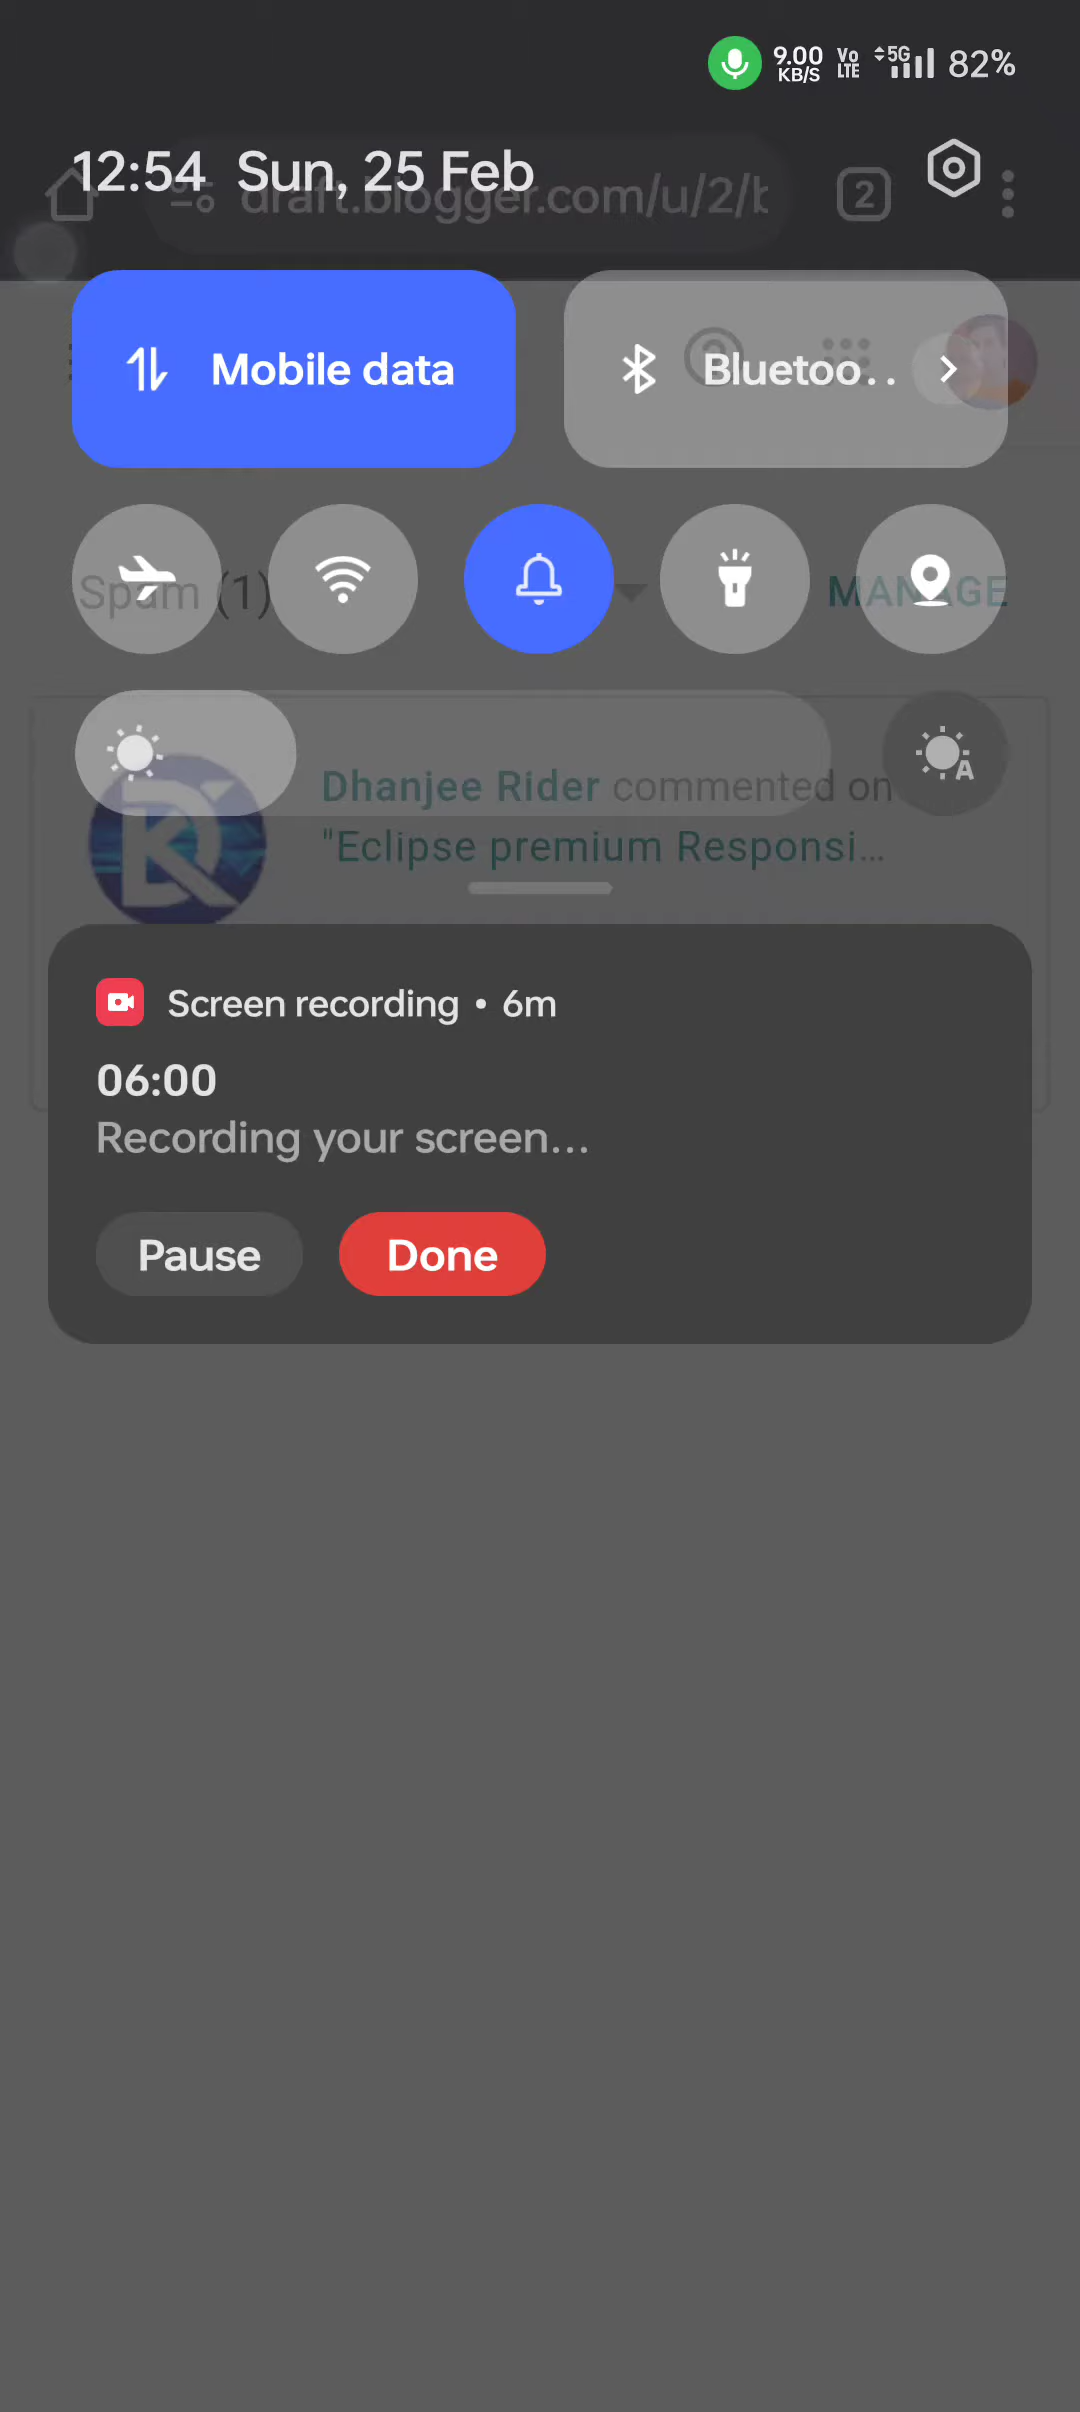 9.00 KB/S Vo LTE 5G 82%
12:54 Sun, 25 Feb
draft.blogger.com/u/2/b
2
Mobile data
Bluetoo..
Spam (1)
MANAGE
A
Dhanjee Rider commented on
"Eclipse premium Responsi...
Screen recording • 6m
06:00
Recording your screen...
Pause
Done